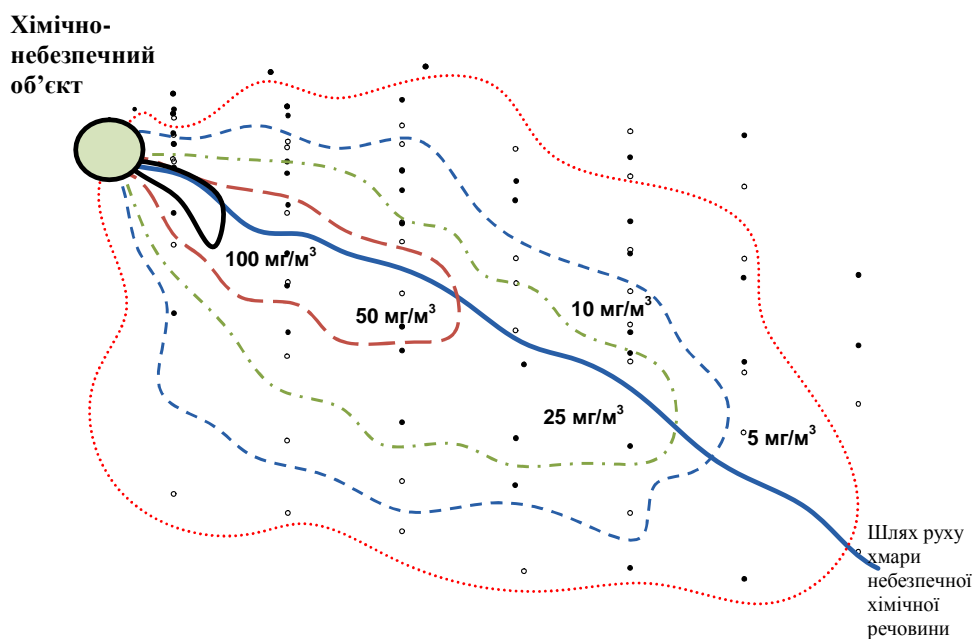 Хімічно-
небезпечний
об’єкт
100 мг/м³
50 мг/м³
10 мг/м³
25 мг/м³
5 мг/м³
Шлях руху
хмари
небезпечної
хімічної
речовини